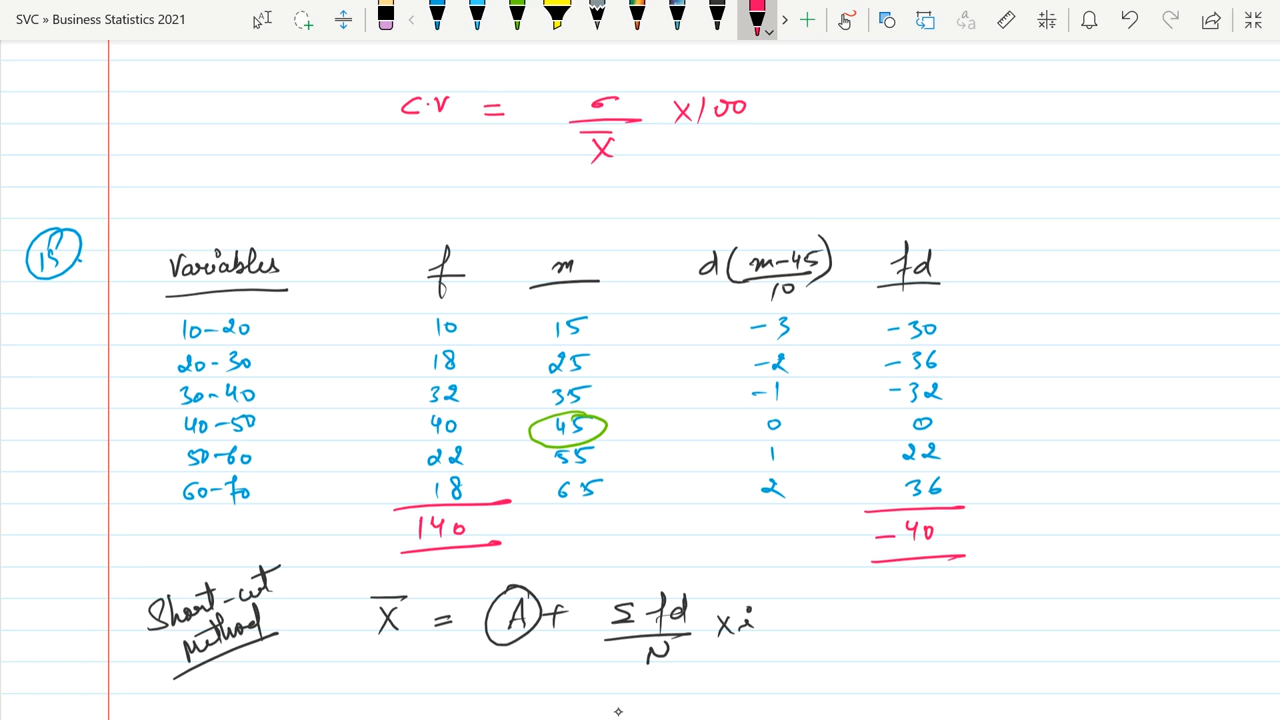 SVC » Business Statistics 2021
C.V = σ / X̅ × 100
15
Variables f m d (m-45 / 10) fd
10-20 10 15 -3 -30
20-30 18 25 -2 -36
30-40 32 35 -1 -32
40-50 40 45 0 0
50-60 22 55 1 22
60-70 18 65 2 36
140 -40
Short-cut Method X̅ = A + Σfd / N × i